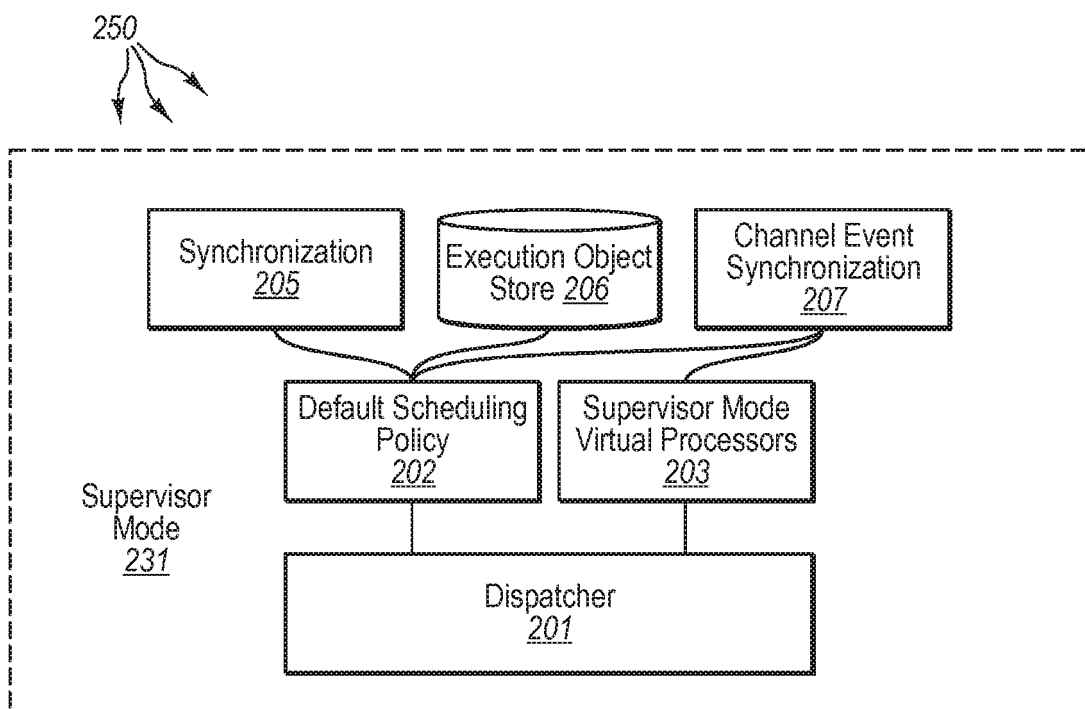 250
Synchronization
205
Execution Object
Store 206
Channel Event
Synchronization
207
Default Scheduling
Policy
202
Supervisor Mode
Virtual Processors
203
Supervisor
Mode
231
Dispatcher
201